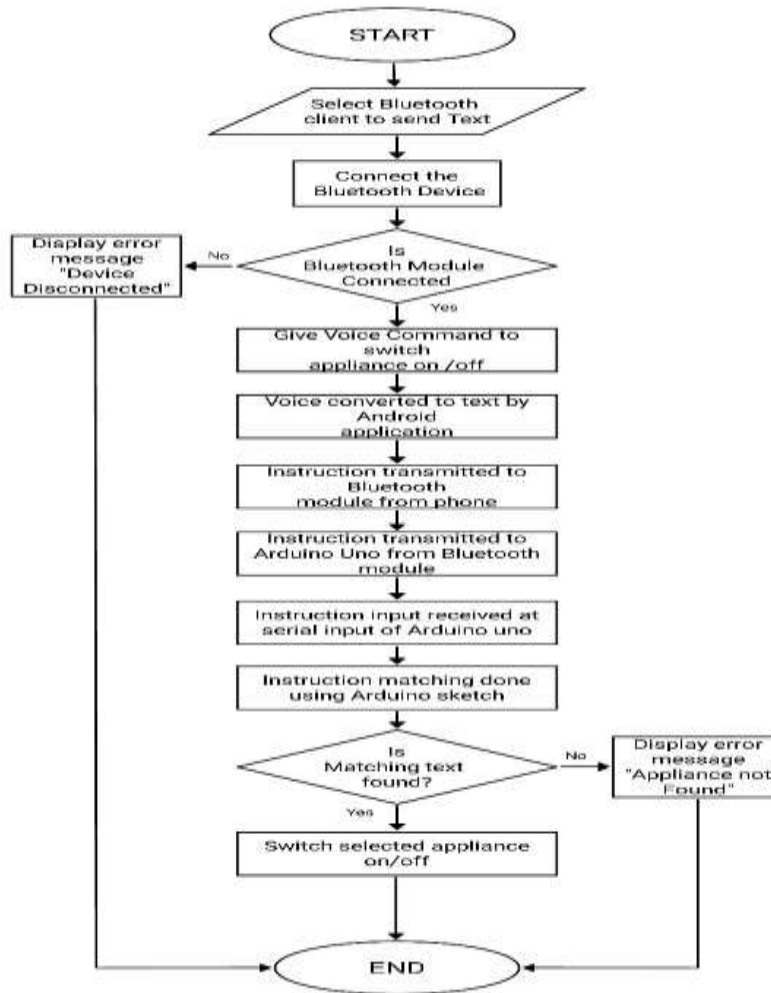 START
Select Bluetooth
client to send Text
Connect the
Bluetooth Device
Is
Bluetooth Module
Connected
No
Display error
message
"Device
Disconnected"
Yes
Give Voice Command to
switch
appliance on /off
Voice converted to text by
Android
application
Instruction transmitted to
Bluetooth
module from phone
Instruction transmitted to
Arduino Uno from Bluetooth
module
Instruction input received at
serial input of Arduino uno
Instruction matching done
using Arduino sketch
Is
Matching text
found?
No
Display error
message
"Appliance not
Found"
Yes
Switch selected appliance
on/off
END